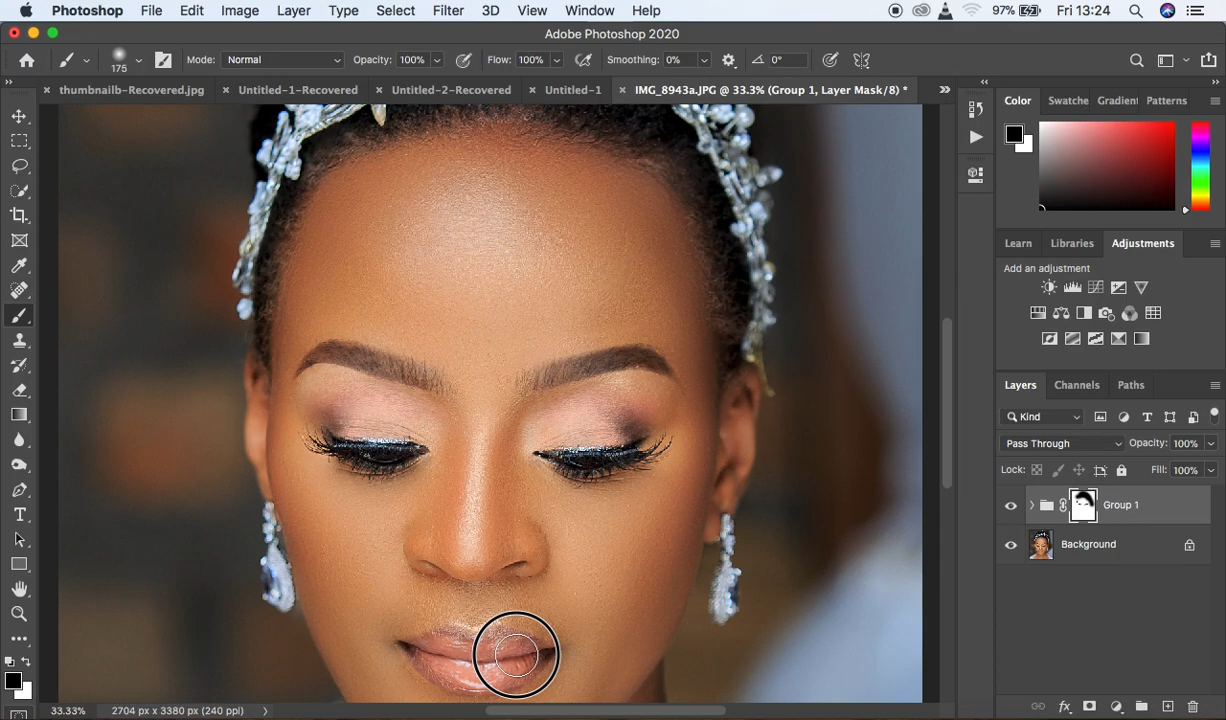 Photoshop File Edit Image Layer Type Select Filter 3D View Window Help 97% Fri 13:24
Adobe Photoshop 2020
175 Mode: Normal Opacity: 100% Flow: 100% Smoothing: 0% 0°
thumbnailb-Recovered.jpg Untitled-1-Recovered Untitled-2-Recovered Untitled-1 IMG_8943a.JPG @ 33.3% (Group 1, Layer Mask/8) *
Color Swatche Gradient Patterns
Learn Libraries Adjustments
Add an adjustment
Layers Channels Paths
Kind
Pass Through Opacity: 100%
Lock: Fill: 100%
Group 1
Background
33.33% 2704 px x 3380 px (240 ppi)